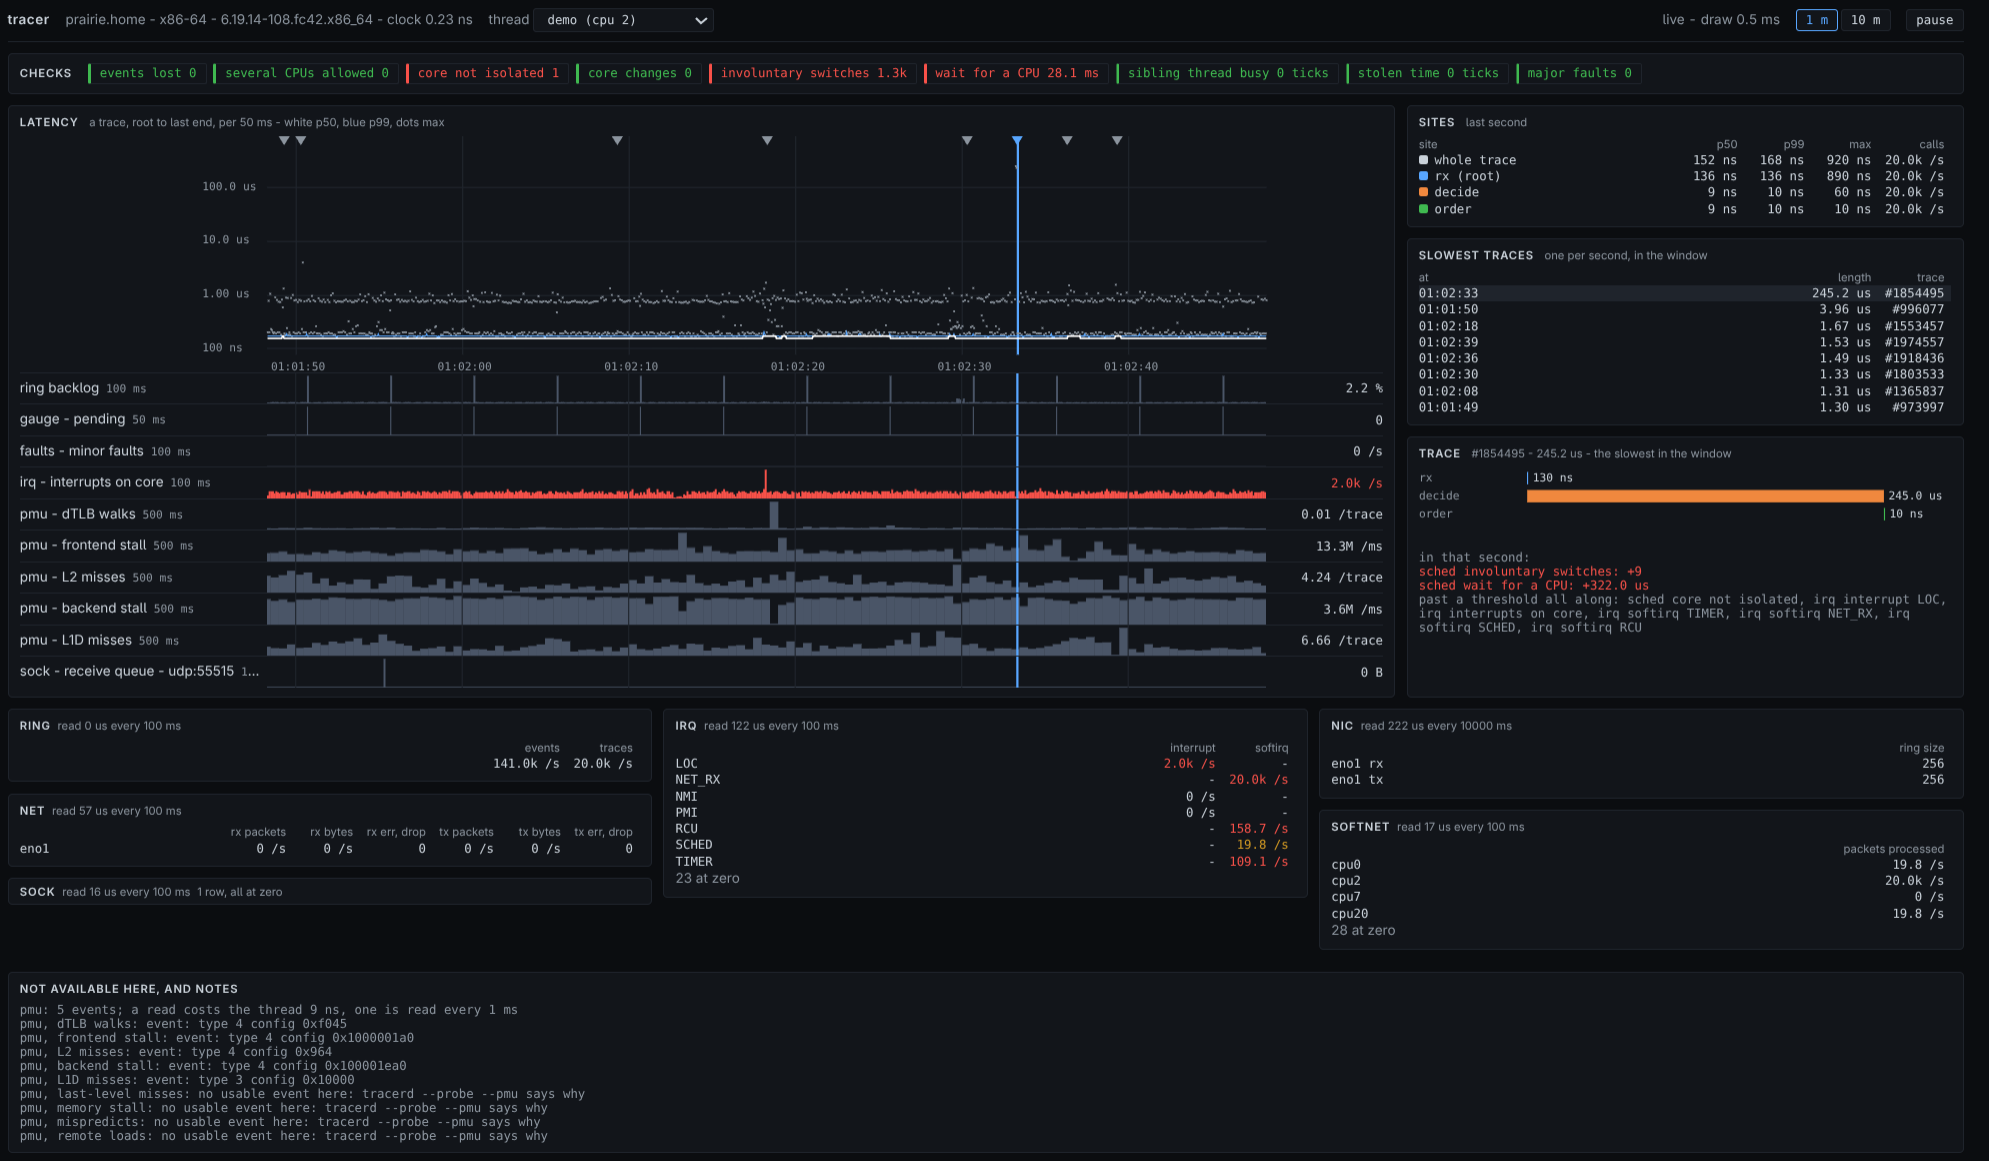 tracer prairie.home - x86-64 - 6.19.14-108.fc42.x86_64 - clock 0.23 ns thread demo (cpu 2) live - draw 0.5 ms 1 m 10 m pause
CHECKS events lost 0 several CPUs allowed 0 core not isolated 1 core changes 0 involuntary switches 1.3k wait for a CPU 28.1 ms sibling thread busy 0 ticks stolen time 0 ticks major faults 0
LATENCY a trace, root to last end, per 50 ms - white p50, blue p99, dots max
100.0 us
10.0 us
1.00 us
100 ns
01:01:50 01:02:00 01:02:10 01:02:20 01:02:30 01:02:40
ring backlog 100 ms 2.2 %
gauge - pending 50 ms 0
faults - minor faults 100 ms 0 /s
irq - interrupts on core 100 ms 2.0k /s
pmu - dTLB walks 500 ms 0.01 /trace
pmu - frontend stall 500 ms 13.3M /ms
pmu - L2 misses 500 ms 4.24 /trace
pmu - backend stall 500 ms 3.6M /ms
pmu - L1D misses 500 ms 6.66 /trace
sock - receive queue - udp:55515 1... 0 B
SITES last second
site p50 p99 max calls
whole trace 152 ns 168 ns 920 ns 20.0k /s
rx (root) 136 ns 136 ns 890 ns 20.0k /s
decide 9 ns 10 ns 60 ns 20.0k /s
order 9 ns 10 ns 10 ns 20.0k /s
SLOWEST TRACES one per second, in the window
at length trace
01:02:33 245.2 us #1854495
01:01:50 3.96 us #996077
01:02:18 1.67 us #1553457
01:02:39 1.53 us #1974557
01:02:36 1.49 us #1918436
01:02:30 1.33 us #1803533
01:02:08 1.31 us #1365837
01:01:49 1.30 us #973997
TRACE #1854495 - 245.2 us - the slowest in the window
rx 130 ns
decide 245.0 us
order 10 ns
in that second:
sched involuntary switches: +9
sched wait for a CPU: +322.0 us
past a threshold all along: sched core not isolated, irq interrupt LOC,
irq interrupts on core, irq softirq TIMER, irq softirq NET_RX, irq
softirq SCHED, irq softirq RCU
RING read 0 us every 100 ms
events traces
141.0k /s 20.0k /s
NET read 57 us every 100 ms
rx packets rx bytes rx err, drop tx packets tx bytes tx err, drop
eno1 0 /s 0 /s 0 0 /s 0 /s 0
SOCK read 16 us every 100 ms 1 row, all at zero
IRQ read 122 us every 100 ms
interrupt softirq
LOC 2.0k /s -
NET_RX - 20.0k /s
NMI 0 /s -
PMI 0 /s -
RCU - 158.7 /s
SCHED - 19.8 /s
TIMER - 109.1 /s
23 at zero
NIC read 222 us every 10000 ms
ring size
eno1 rx 256
eno1 tx 256
SOFTNET read 17 us every 100 ms
packets processed
cpu0 19.8 /s
cpu2 20.0k /s
cpu7 0 /s
cpu20 19.8 /s
28 at zero
NOT AVAILABLE HERE, AND NOTES
pmu: 5 events; a read costs the thread 9 ns, one is read every 1 ms
pmu, dTLB walks: event: type 4 config 0xf045
pmu, frontend stall: event: type 4 config 0x1000001a0
pmu, L2 misses: event: type 4 config 0x964
pmu, backend stall: event: type 4 config 0x100001ea0
pmu, L1D misses: event: type 3 config 0x10000
pmu, last-level misses: no usable event here: tracerd --probe --pmu says why
pmu, memory stall: no usable event here: tracerd --probe --pmu says why
pmu, mispredicts: no usable event here: tracerd --probe --pmu says why
pmu, remote loads: no usable event here: tracerd --probe --pmu says why